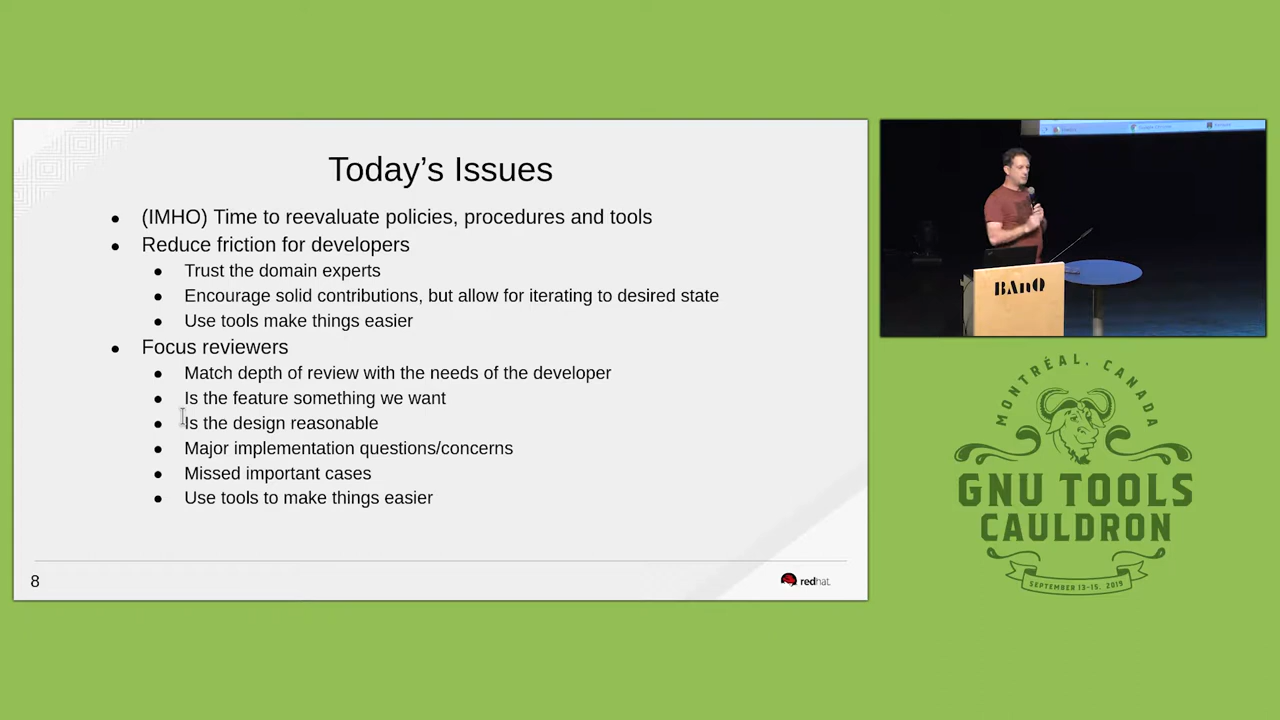 Today's Issues
(IMHO) Time to reevaluate policies, procedures and tools
Reduce friction for developers
Trust the domain experts
Encourage solid contributions, but allow for iterating to desired state
Use tools make things easier
Focus reviewers
Match depth of review with the needs of the developer
Is the feature something we want
Is the design reasonable
Major implementation questions/concerns
Missed important cases
Use tools to make things easier
8
redhat.
BAnQ
MONTRÉAL, CANADA
GNU TOOLS
CAULDRON
SEPTEMBER 13-15, 2019